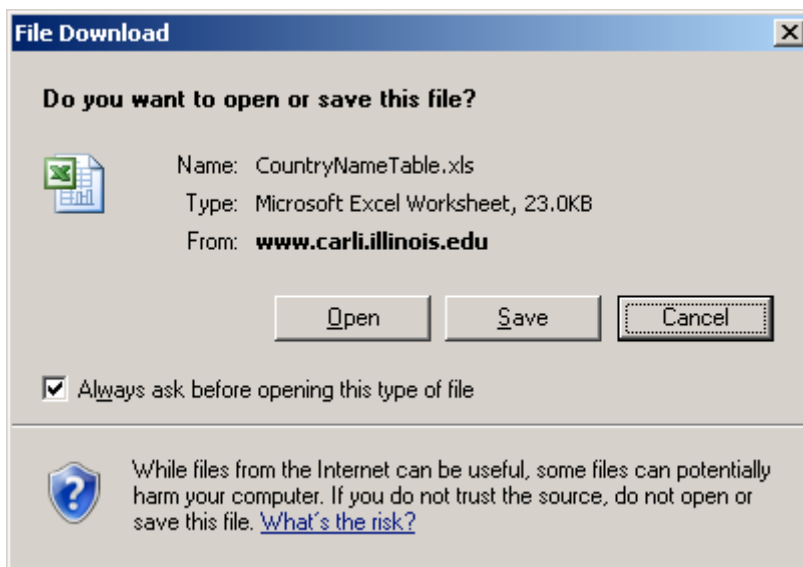 File Download
Do you want to open or save this file?
Name: CountryNameTable.xls
Type: Microsoft Excel Worksheet, 23.0KB
From: www.carli.illinois.edu
Open Save Cancel
Always ask before opening this type of file
While files from the Internet can be useful, some files can potentially
harm your computer. If you do not trust the source, do not open or
save this file. What's the risk?